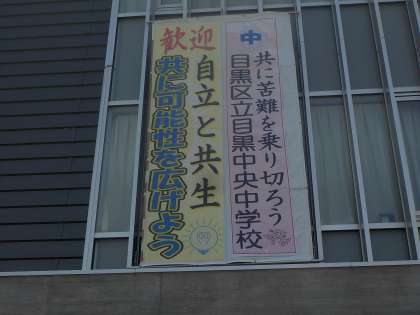 中
共に苦難を乗り切ろう
目黒区立目黒中央中学校
歓迎
自立と共生
共に可能性を広げよう